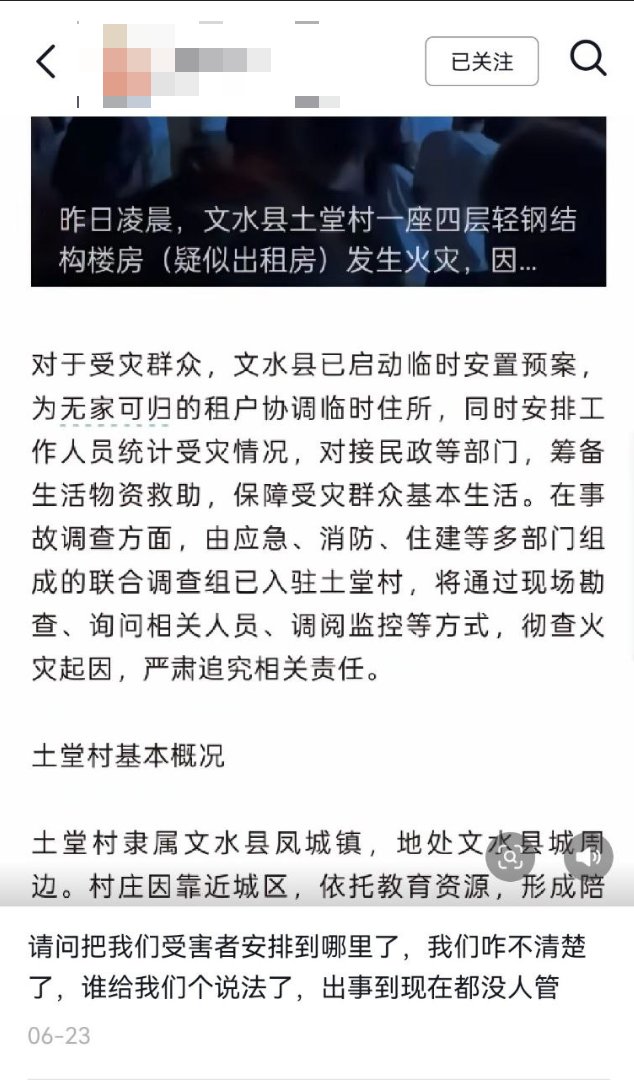 已关注
昨日凌晨，文水县土堂村一座四层轻钢结
构楼房（疑似出租房）发生火灾，因...
对于受灾群众，文水县已启动临时安置预案，
为无家可归的租户协调临时住所，同时安排工
作人员统计受灾情况，对接民政等部门，筹备
生活物资救助，保障受灾群众基本生活。在事
故调查方面，由应急、消防、住建等多部门组
成的联合调查组已入驻土堂村，将通过现场勘
查、询问相关人员、调阅监控等方式，彻查火
灾起因，严肃追究相关责任。
土堂村基本概况
土堂村隶属文水县凤城镇，地处文水县城周
边。村庄因靠近城区，依托教育资源，形成陪
请问把我们受害者安排到哪里了，我们咋不清楚
了，谁给我们个说法了，出事到现在都没人管
06-23